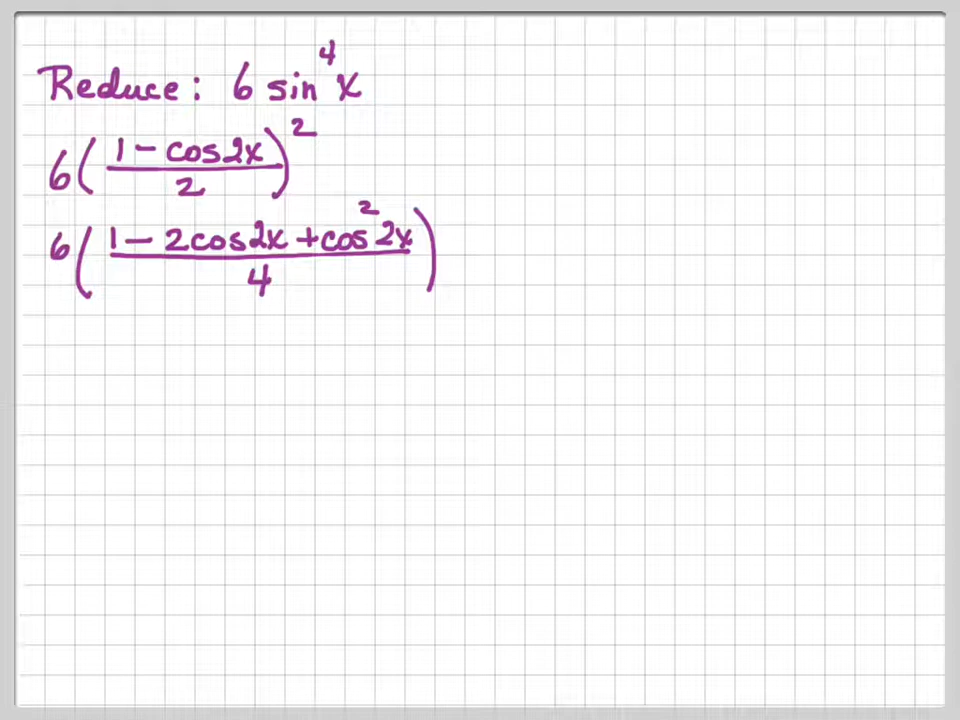 Reduce: 6 sin⁴x
6((1 - cos2x)/2)²
6((1 - 2cos2x + cos²2x)/4)